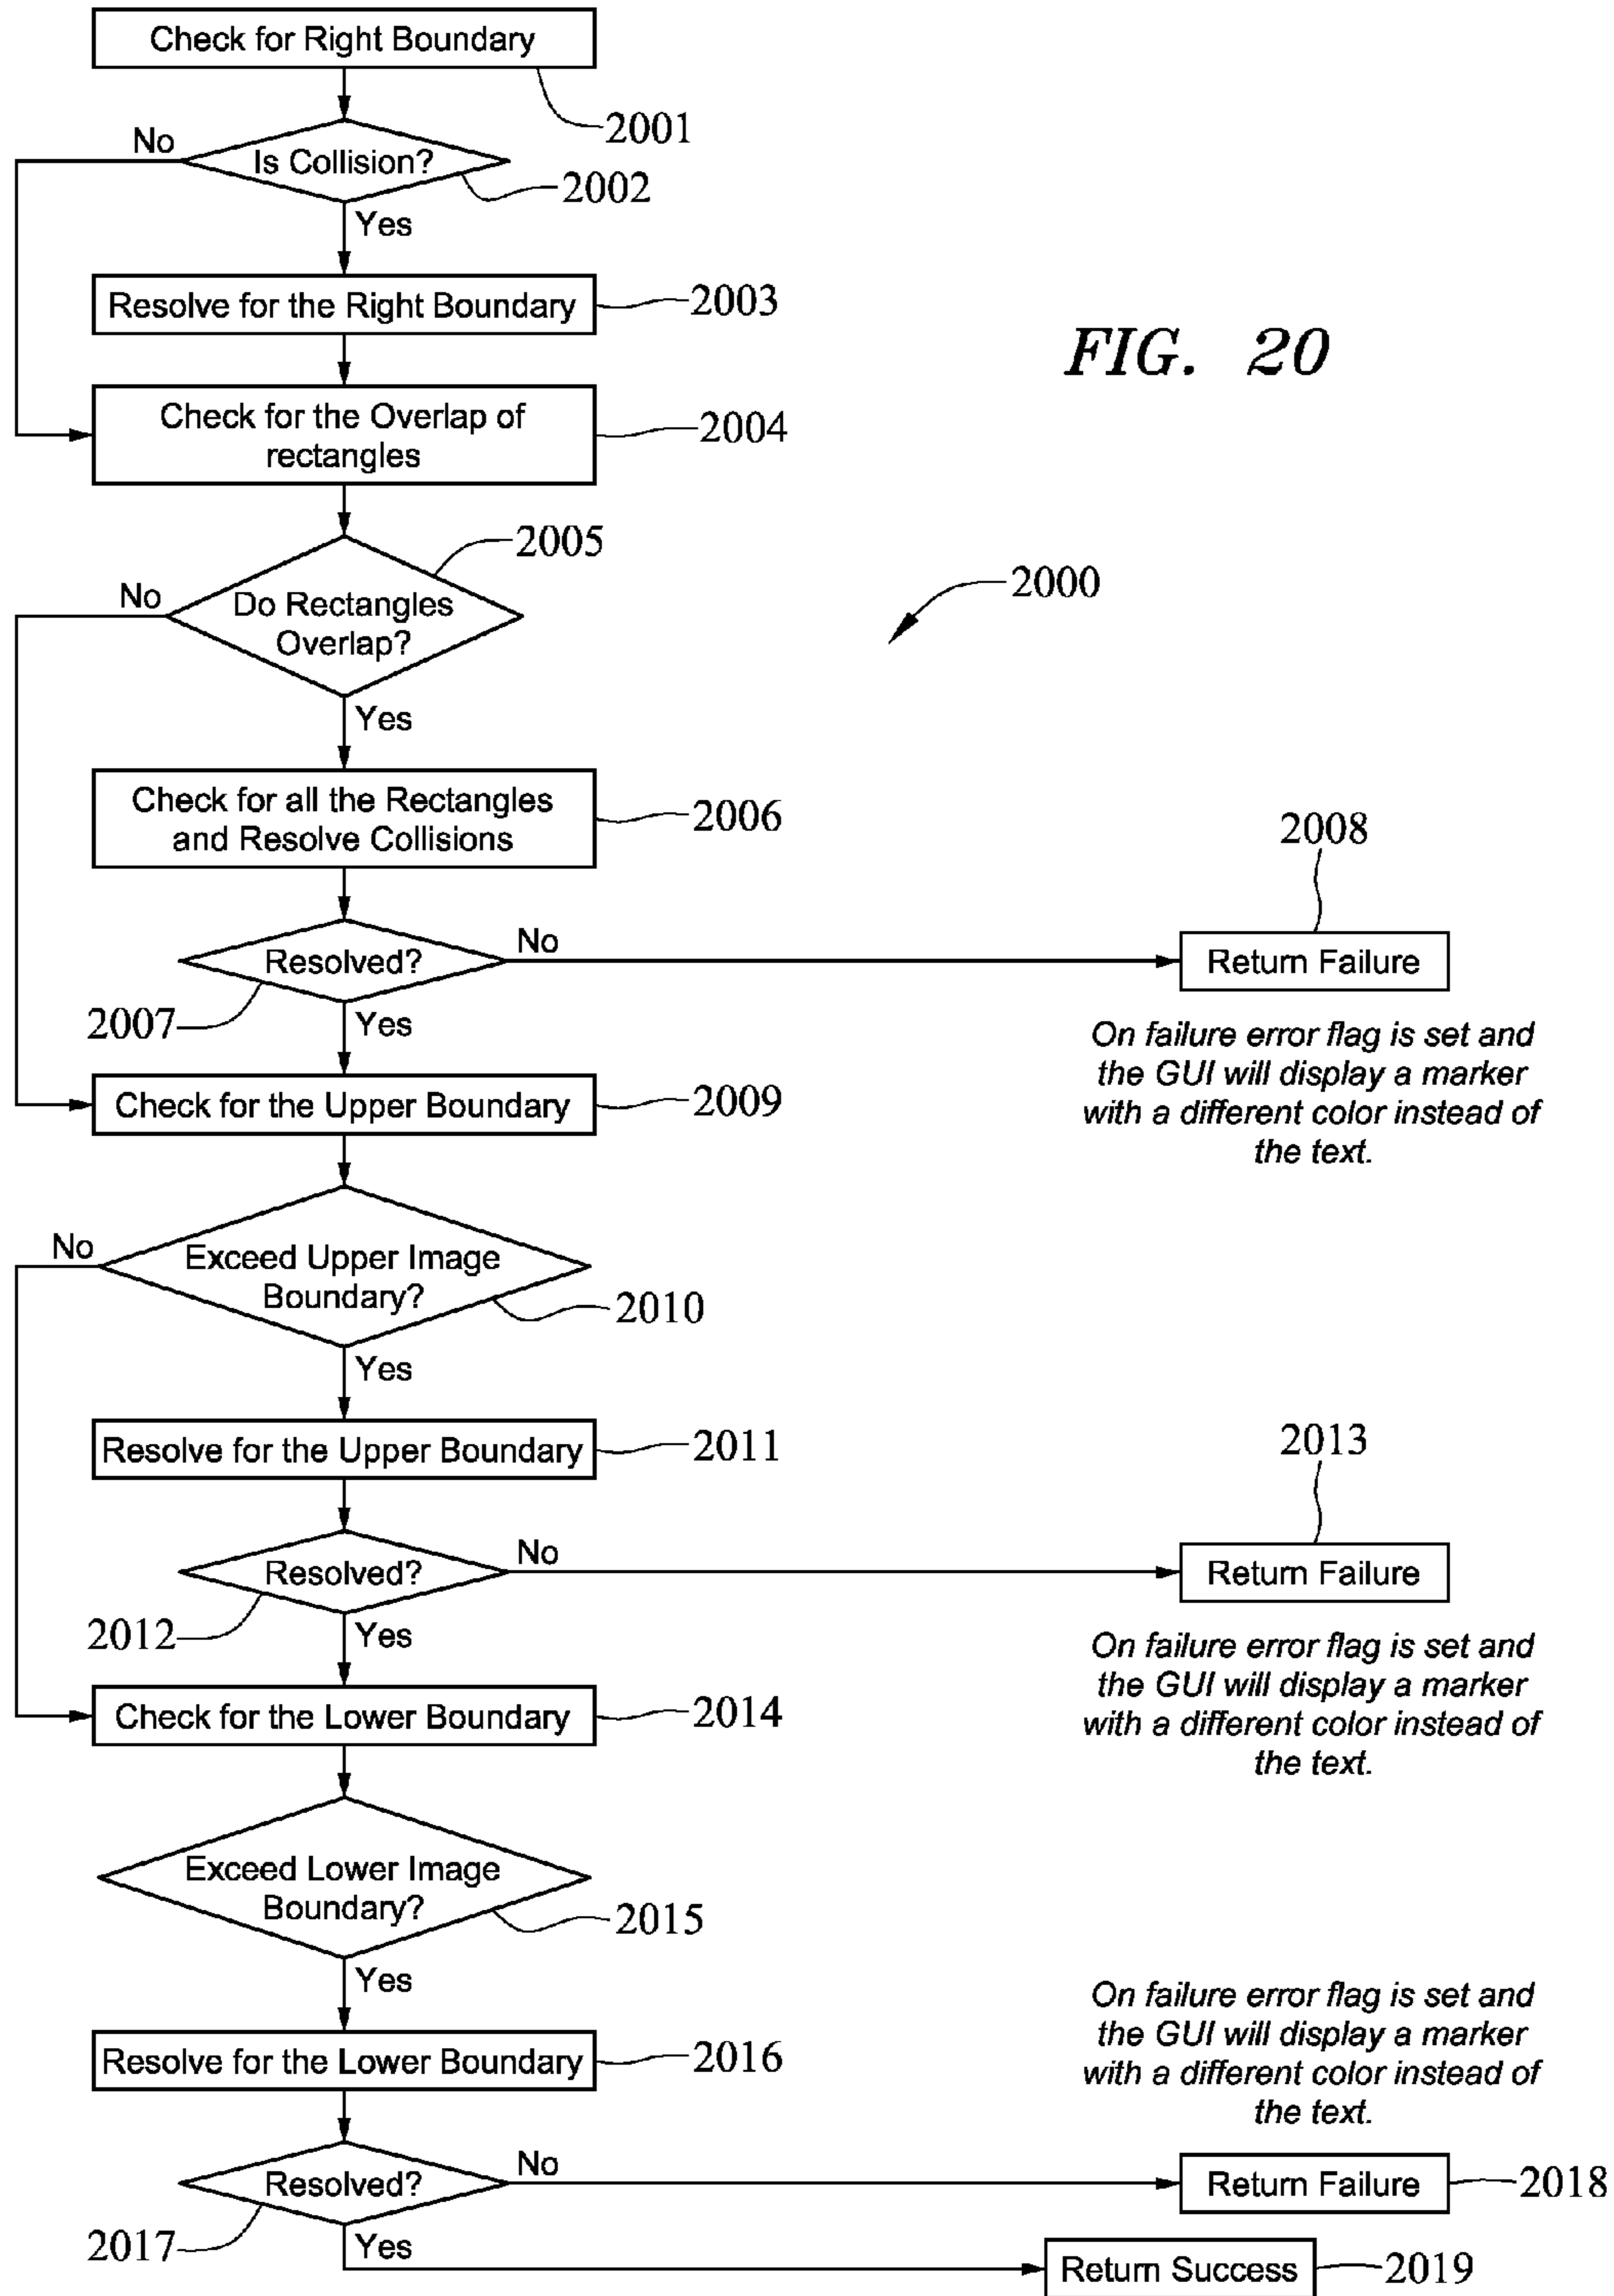 Check for Right Boundary
2001
No
Is Collision?
2002
Yes
Resolve for the Right Boundary
2003
FIG. 20
Check for the Overlap of
rectangles
2004
2005
No
Do Rectangles
Overlap?
2000
Yes
Check for all the Rectangles
and Resolve Collisions
2006
2008
Resolved?
No
Return Failure
2007
Yes
On failure error flag is set and
the GUI will display a marker
with a different color instead of
the text.
Check for the Upper Boundary
2009
No
Exceed Upper Image
Boundary?
2010
Yes
Resolve for the Upper Boundary
2011
2013
Resolved?
No
Return Failure
2012
Yes
On failure error flag is set and
the GUI will display a marker
with a different color instead of
the text.
Check for the Lower Boundary
2014
Exceed Lower Image
Boundary?
2015
Yes
On failure error flag is set and
the GUI will display a marker
with a different color instead of
the text.
Resolve for the Lower Boundary
2016
Resolved?
No
Return Failure
2018
2017
Yes
Return Success
2019